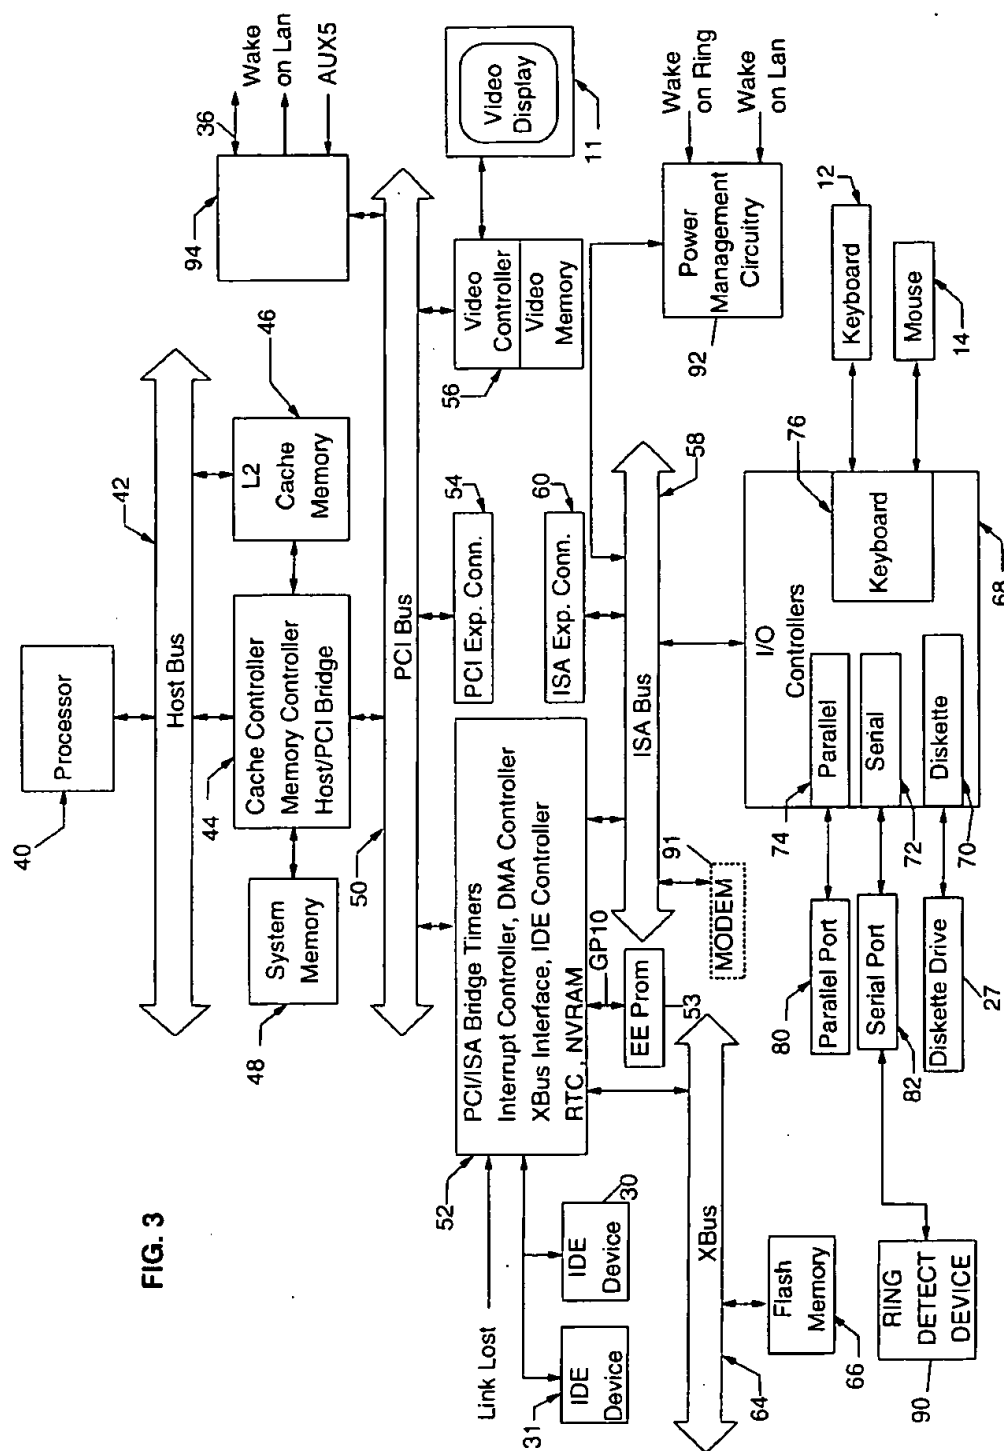 FIG. 3
40
Processor
42
Host Bus
44
Cache Controller
Memory Controller
Host/PCI Bridge
L2
Cache
Memory
46
System
Memory
48
94
36
Wake
on Lan
AUX5
50
PCI Bus
52
PCI/ISA Bridge Timers
Interrupt Controller, DMA Controller
XBus Interface, IDE Controller
RTC , NVRAM
Link Lost
PCI Exp. Conn.
54
ISA Exp. Conn.
60
56
Video
Controller
Video
Memory
Video
Display
11
IDE
Device
31
IDE
Device
30
GP10
EE Prom
53
ISA Bus
58
Power
Management
Circuitry
92
Wake
on Ring
Wake
on Lan
MODEM
91
XBus
64
Flash
Memory
66
I/O
Controllers
68
74
Parallel
Serial
72
Diskette
70
Keyboard
76
Keyboard
12
Mouse
14
80
Parallel Port
Serial Port
82
Diskette Drive
27
RING
DETECT
DEVICE
90